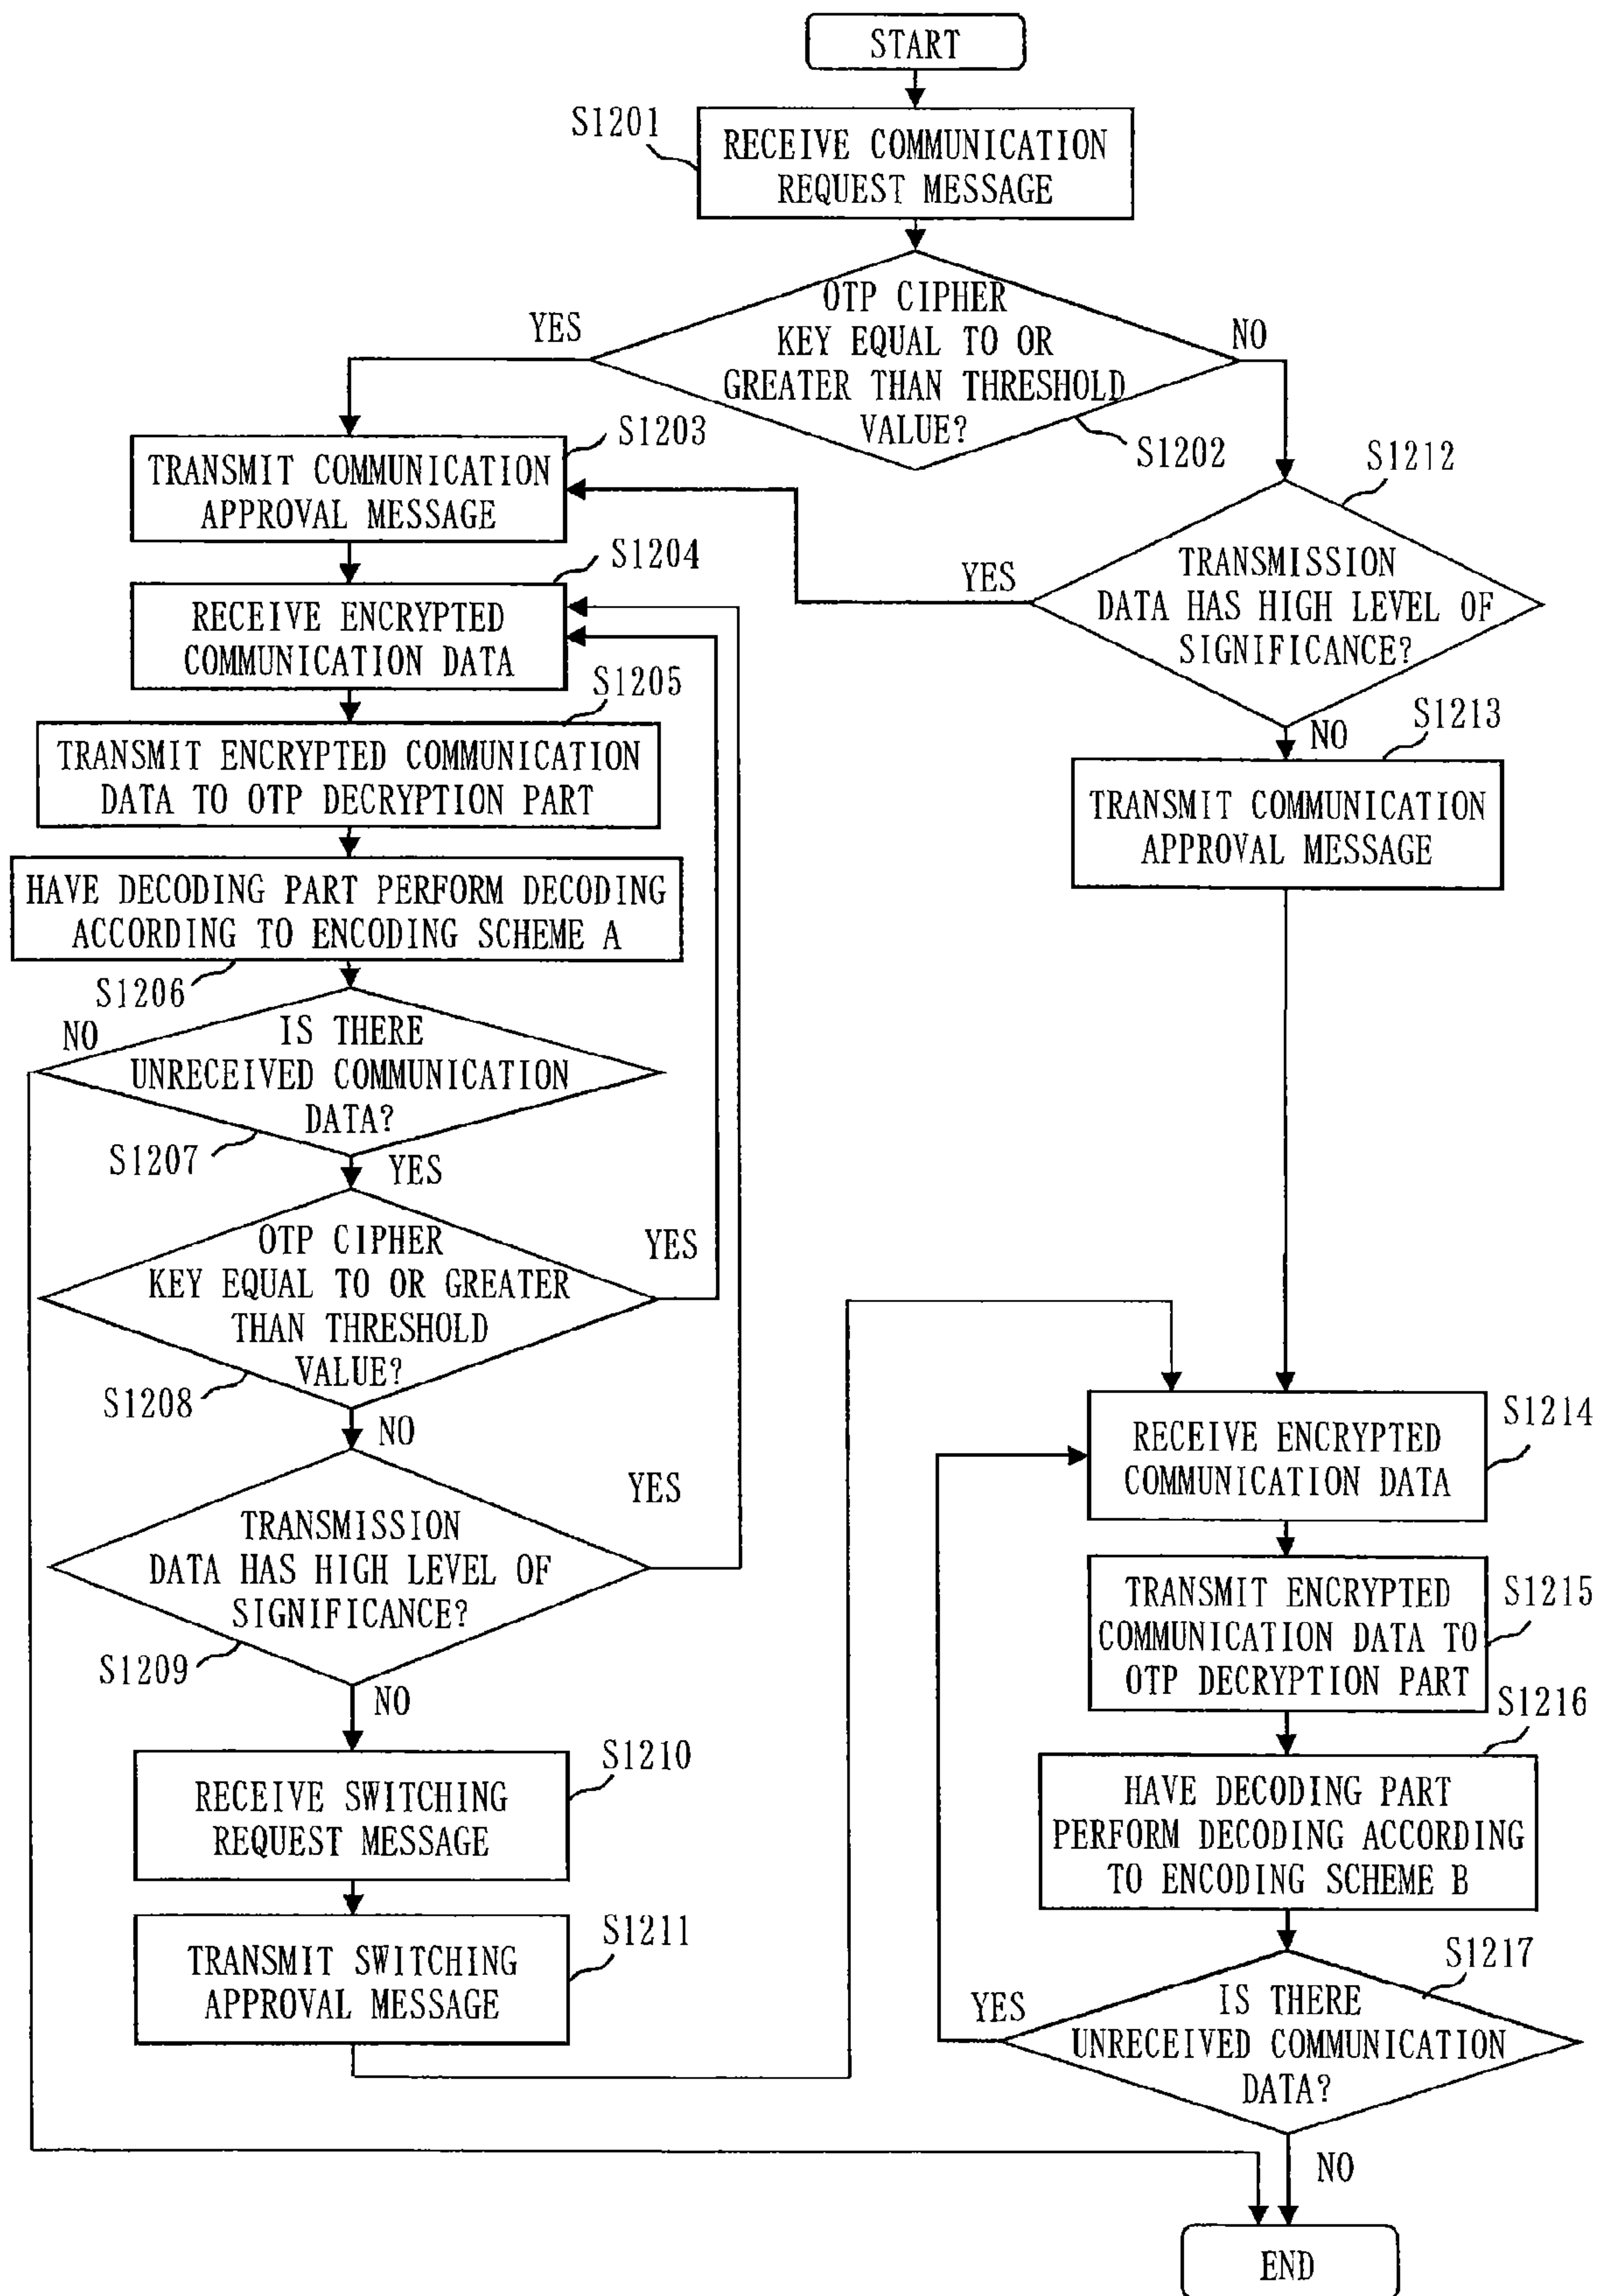 START
S1201
RECEIVE COMMUNICATION
REQUEST MESSAGE
OTP CIPHER
KEY EQUAL TO OR
GREATER THAN THRESHOLD
VALUE?
YES
NO
S1202
S1203
TRANSMIT COMMUNICATION
APPROVAL MESSAGE
S1212
TRANSMISSION
DATA HAS HIGH LEVEL OF
SIGNIFICANCE?
YES
NO
S1204
RECEIVE ENCRYPTED
COMMUNICATION DATA
S1205
TRANSMIT ENCRYPTED COMMUNICATION
DATA TO OTP DECRYPTION PART
S1213
TRANSMIT COMMUNICATION
APPROVAL MESSAGE
HAVE DECODING PART PERFORM DECODING
ACCORDING TO ENCODING SCHEME A
S1206
NO
IS THERE
UNRECEIVED COMMUNICATION
DATA?
S1207
YES
OTP CIPHER
KEY EQUAL TO OR GREATER
THAN THRESHOLD
VALUE?
YES
S1208
NO
TRANSMISSION
DATA HAS HIGH LEVEL OF
SIGNIFICANCE?
YES
S1209
NO
S1210
RECEIVE SWITCHING
REQUEST MESSAGE
S1211
TRANSMIT SWITCHING
APPROVAL MESSAGE
S1214
RECEIVE ENCRYPTED
COMMUNICATION DATA
S1215
TRANSMIT ENCRYPTED
COMMUNICATION DATA TO
OTP DECRYPTION PART
S1216
HAVE DECODING PART
PERFORM DECODING ACCORDING
TO ENCODING SCHEME B
S1217
YES
IS THERE
UNRECEIVED COMMUNICATION
DATA?
NO
END